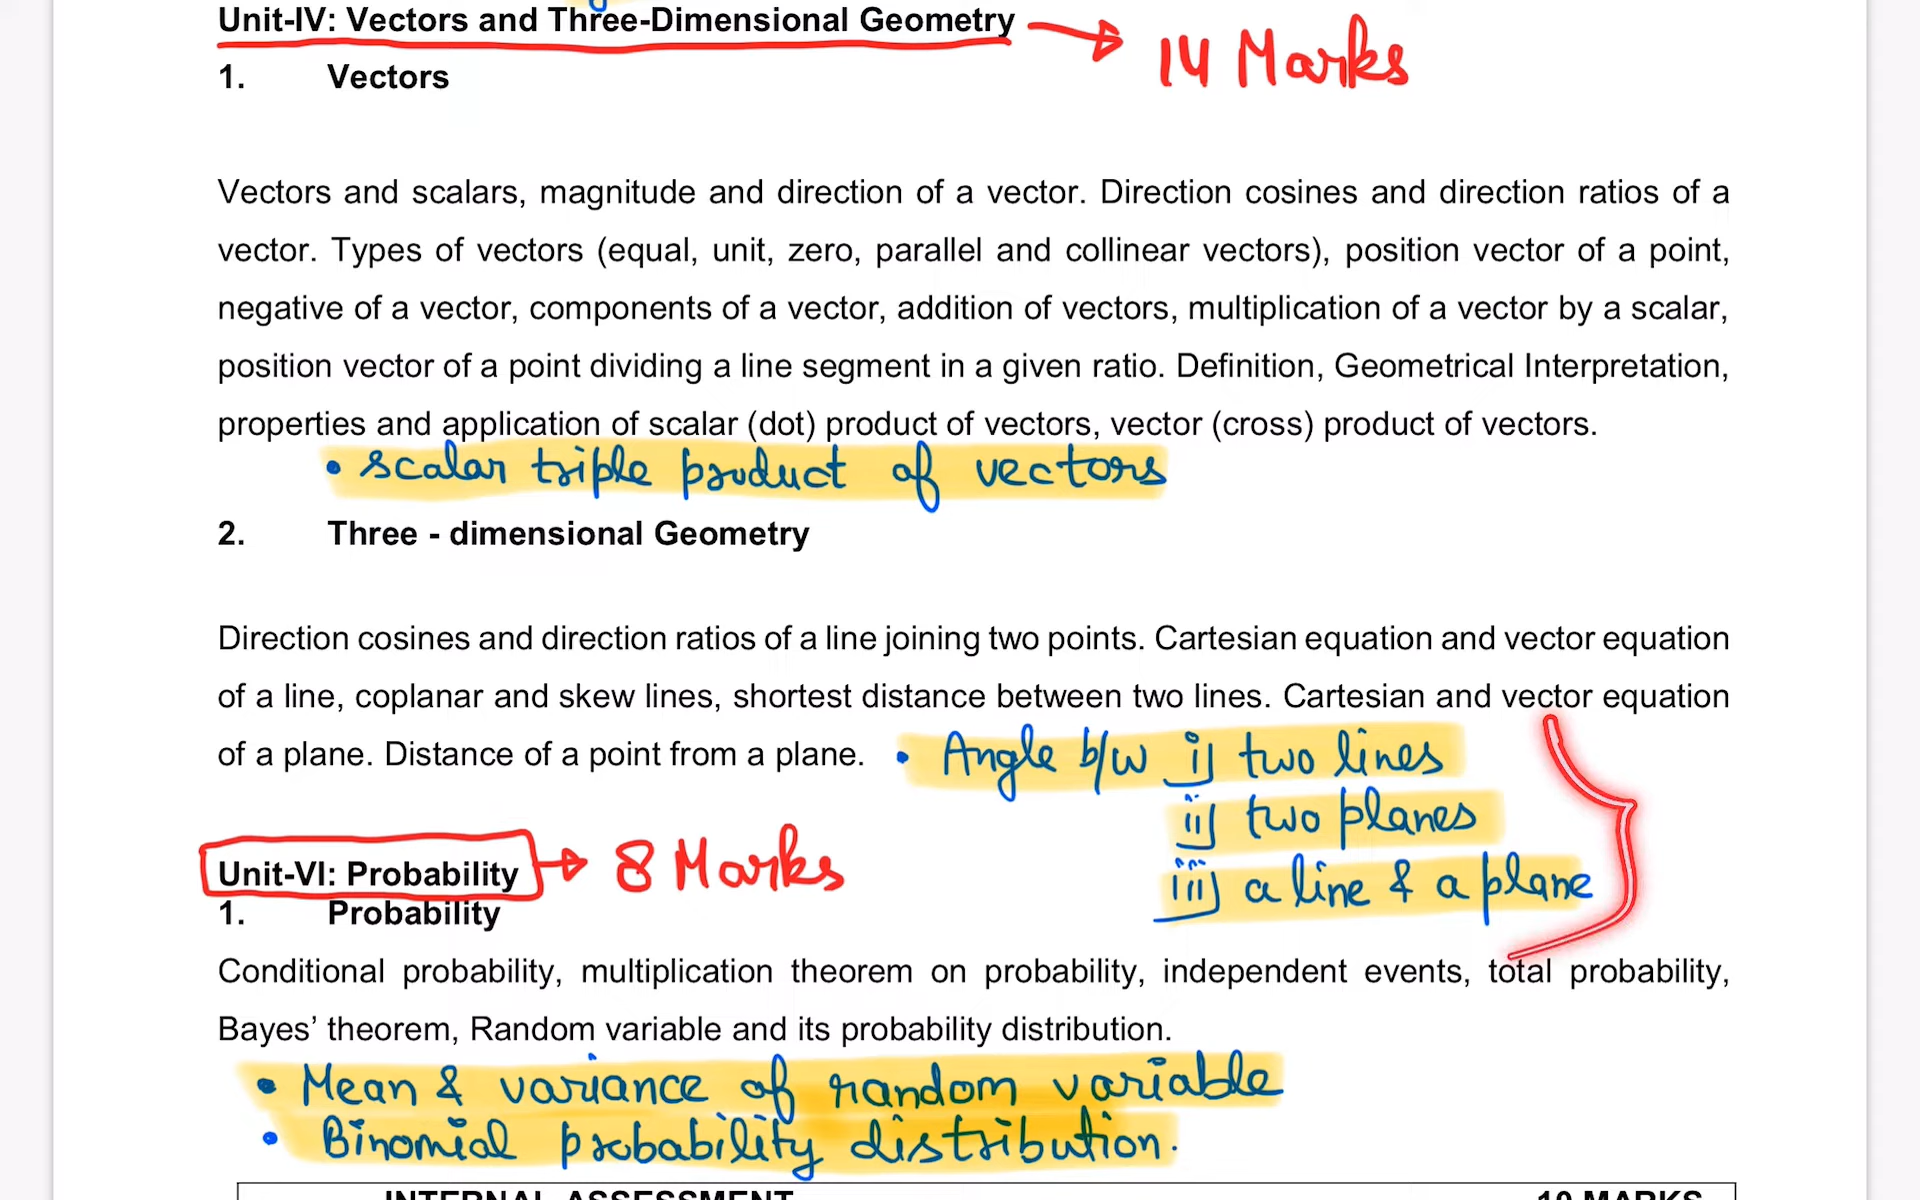 Unit-IV: Vectors and Three-Dimensional Geometry → 14 Marks
1. Vectors
Vectors and scalars, magnitude and direction of a vector. Direction cosines and direction ratios of a
vector. Types of vectors (equal, unit, zero, parallel and collinear vectors), position vector of a point,
negative of a vector, components of a vector, addition of vectors, multiplication of a vector by a scalar,
position vector of a point dividing a line segment in a given ratio. Definition, Geometrical Interpretation,
properties and application of scalar (dot) product of vectors, vector (cross) product of vectors.
• scalar triple product of vectors
2. Three - dimensional Geometry
Direction cosines and direction ratios of a line joining two points. Cartesian equation and vector equation
of a line, coplanar and skew lines, shortest distance between two lines. Cartesian and vector equation
of a plane. Distance of a point from a plane. • Angle b/w i) two lines
ii) two planes
iii) a line & a plane
Unit-VI: Probability → 8 Marks
1. Probability
Conditional probability, multiplication theorem on probability, independent events, total probability,
Bayes’ theorem, Random variable and its probability distribution.
• Mean & variance of random variable
• Binomial probability distribution.
INTERNAL ASSESSMENT 10 MARKS